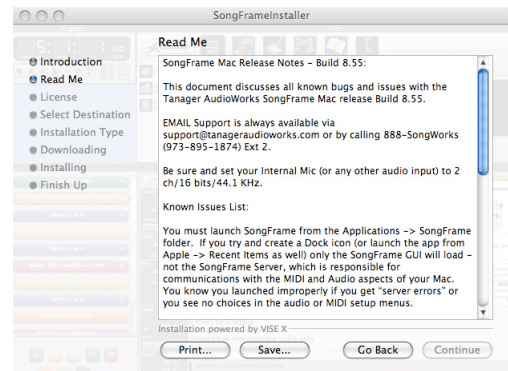 SongFrameInstaller
Read Me
Introduction
Read Me
License
Select Destination
Installation Type
Downloading
Installing
Finish Up
SongFrame Mac Release Notes - Build 8.55:
This document discusses all known bugs and issues with the
Tanager AudioWorks SongFrame Mac release Build 8.55.
EMAIL Support is always available via
support@tanageraudioworks.com or by calling 888-SongWorks
(973-895-1874) Ext 2.
Be sure and set your Internal Mic (or any other audio input) to 2
ch/16 bits/44.1 KHz.
Known Issues List:
You must launch SongFrame from the Applications -> SongFrame
folder. If you try and create a Dock icon (or launch the app from
Apple -> Recent Items as well) only the SongFrame GUI will load -
not the SongFrame Server, which is responsible for
communications with the MIDI and Audio aspects of your Mac.
You know you launched improperly if you get "server errors" or
you see no choices in the audio or MIDI setup menus.
Installation powered by VISE X
Print...
Save...
Go Back
Continue